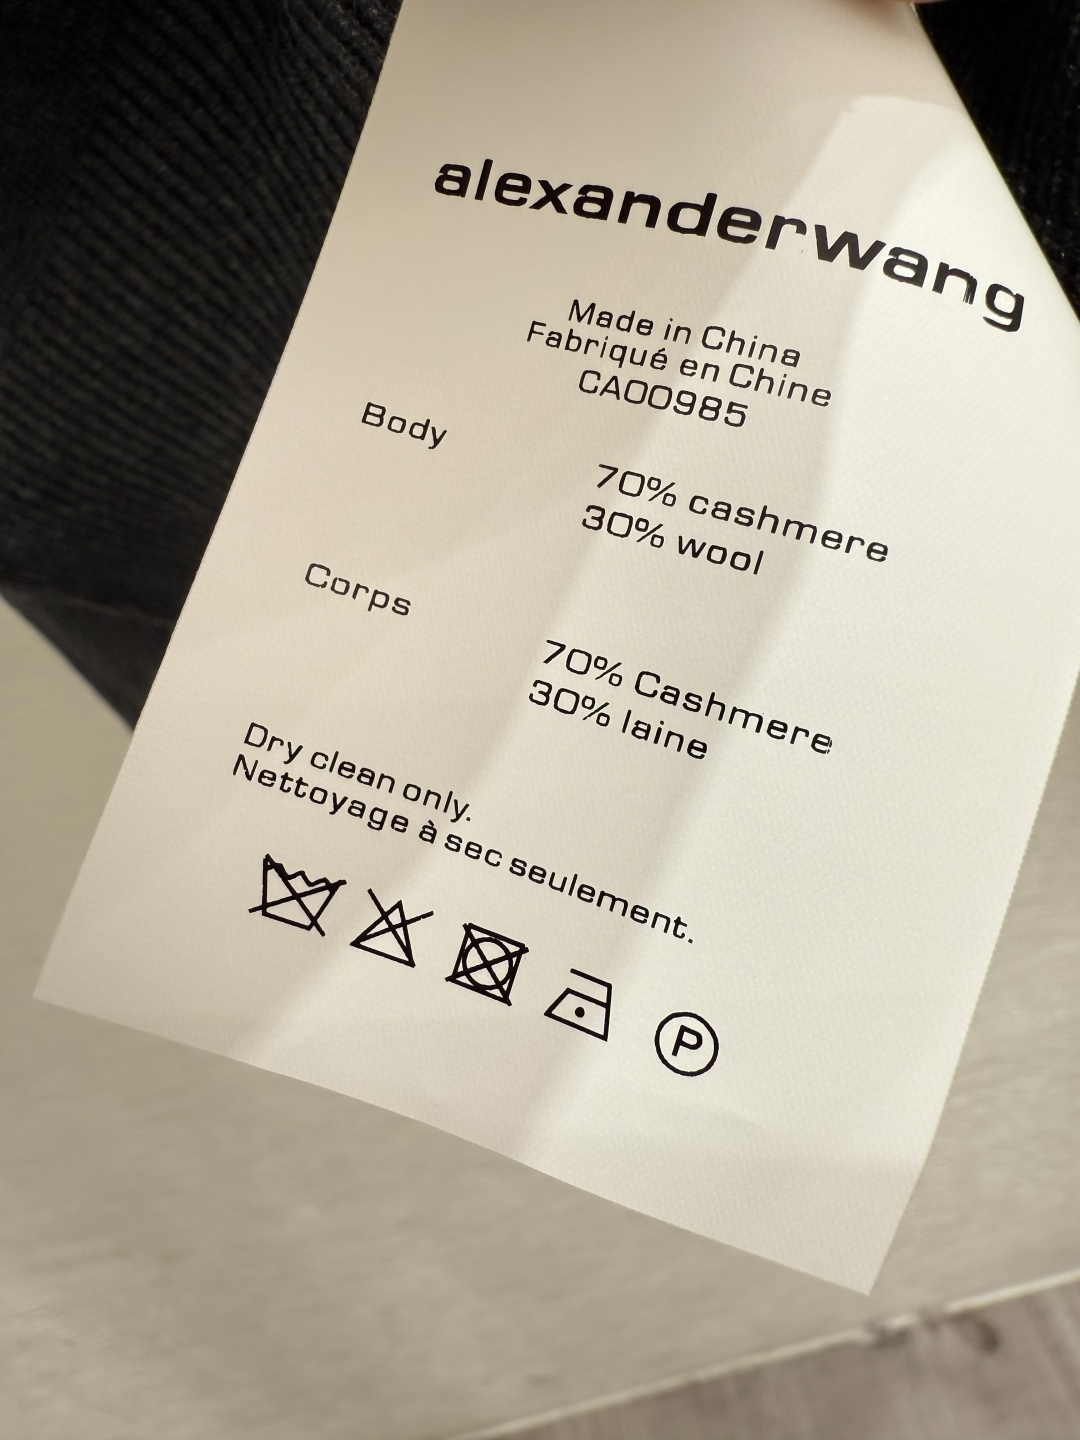 alexanderwang
Made in China
Fabriqué en Chine
CA00985
Body
70% cashmere
30% wool
Corps
70% Cashmere
30% laine
Dry clean only.
Nettoyage à sec seulement.
P